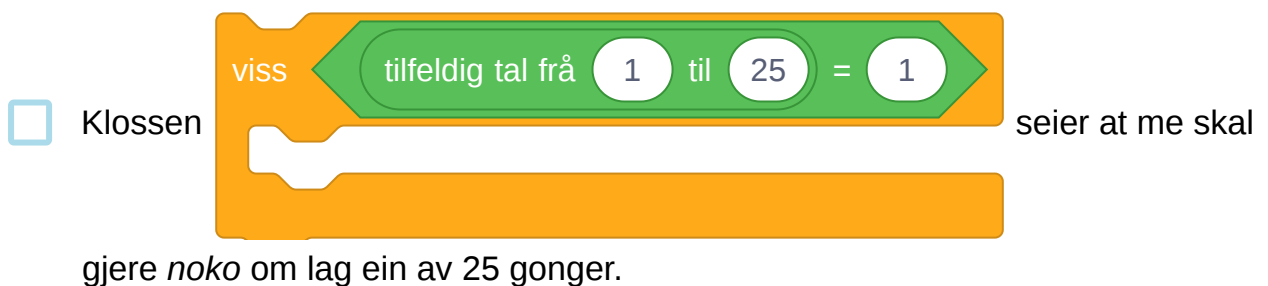 viss tilfeldig tal frå 1 til 25 = 1
Klossen seier at me skal
gjere noko om lag ein av 25 gonger.